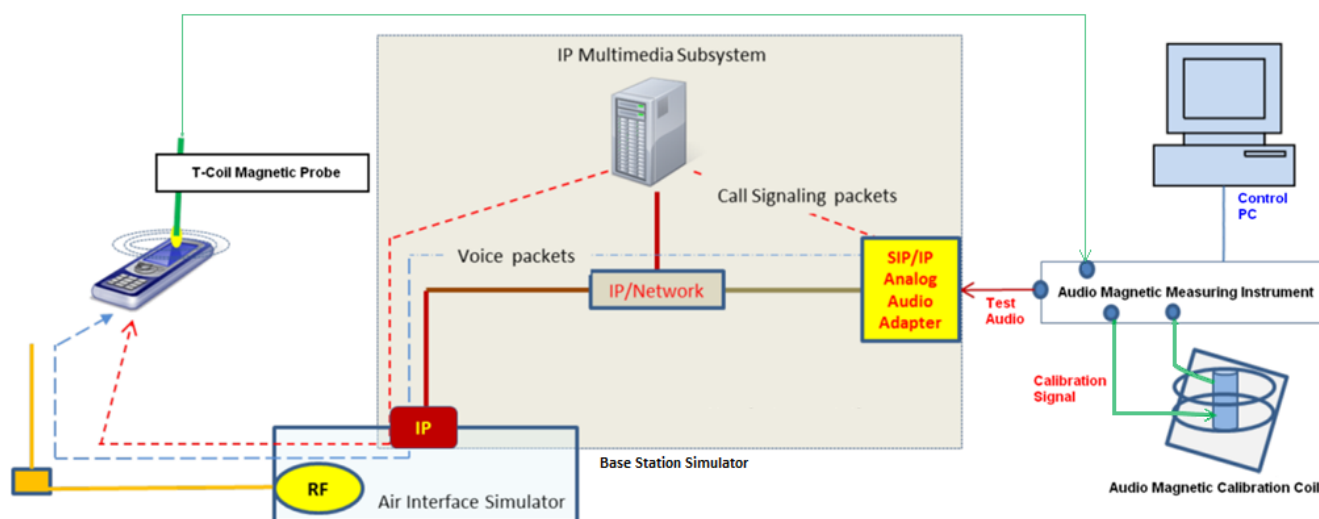 IP Multimedia Subsystem
T-Coil Magnetic Probe
Call Signaling packets
Control
PC
Voice packets
SIP/IP
Analog
Audio
Adapter
IP/Network
Audio Magnetic Measuring Instrument
Test
Audio
Calibration
Signal
IP
Base Station Simulator
RF
Air Interface Simulator
Audio Magnetic Calibration Coil